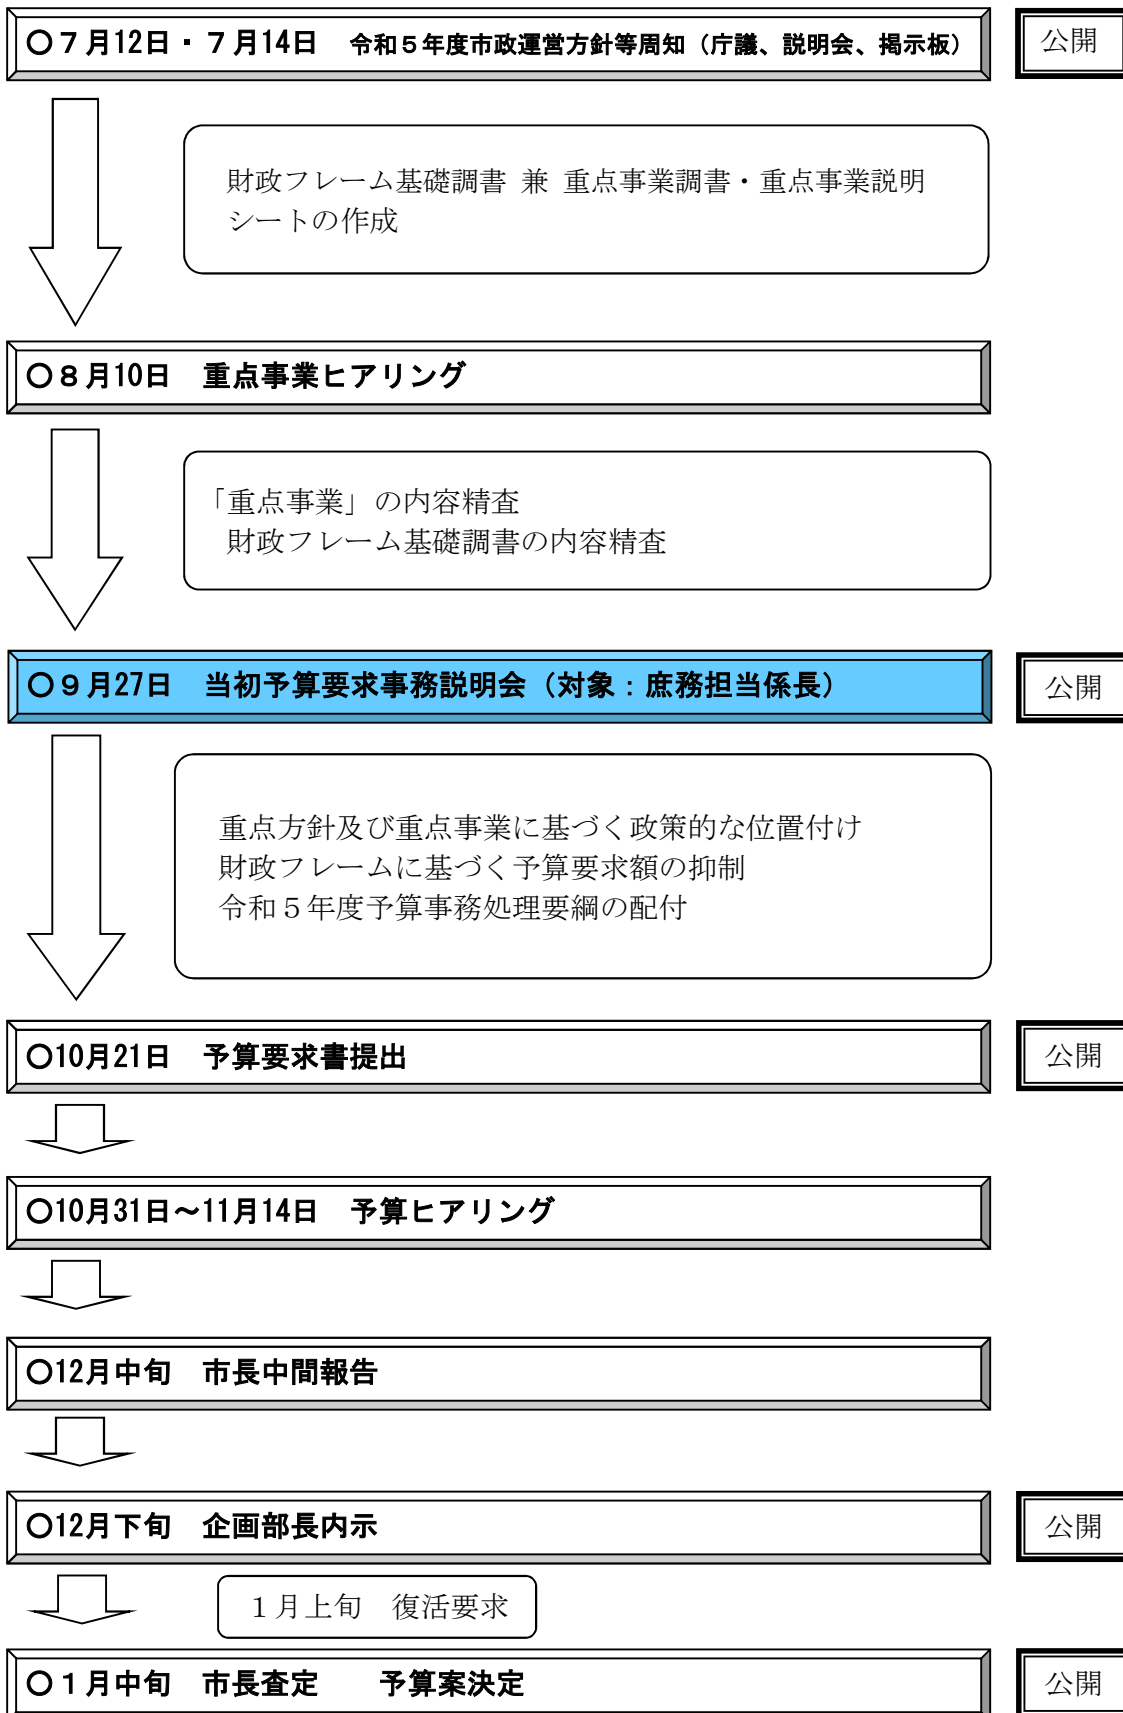 〇７月12日・７月14日　令和５年度市政運営方針等周知（庁議、説明会、掲示板）
公開
財政フレーム基礎調書 兼 重点事業調書・重点事業説明
シートの作成
〇８月10日　重点事業ヒアリング
「重点事業」の内容精査
財政フレーム基礎調書の内容精査
〇９月27日　当初予算要求事務説明会（対象：庶務担当係長）
公開
重点方針及び重点事業に基づく政策的な位置付け
財政フレームに基づく予算要求額の抑制
令和５年度予算事務処理要綱の配付
〇10月21日　予算要求書提出
公開
〇10月31日～11月14日　予算ヒアリング
〇12月中旬　市長中間報告
〇12月下旬　企画部長内示
公開
１月上旬　復活要求
〇１月中旬　市長査定　　予算案決定
公開